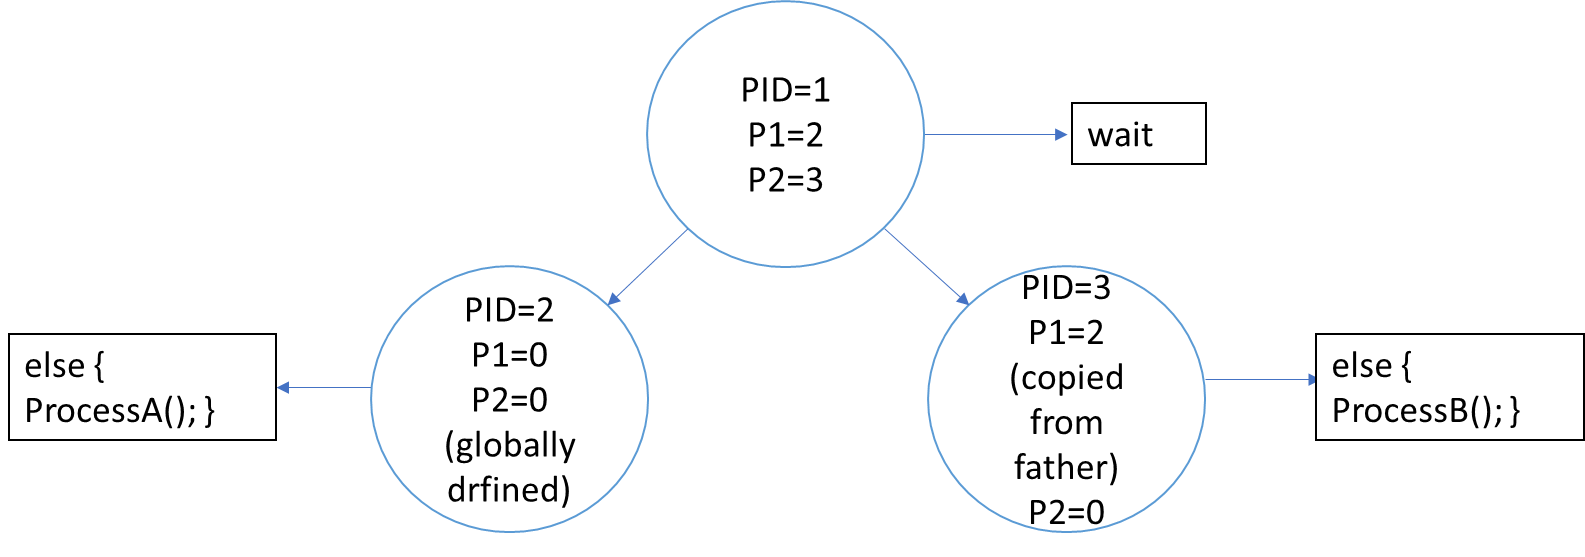 PID=1
P1=2
P2=3
wait
PID=2
P1=0
P2=0
(globally
drfined)
else {
ProcessA(); }
PID=3
P1=2
(copied
from
father)
P2=0
else {
ProcessB(); }